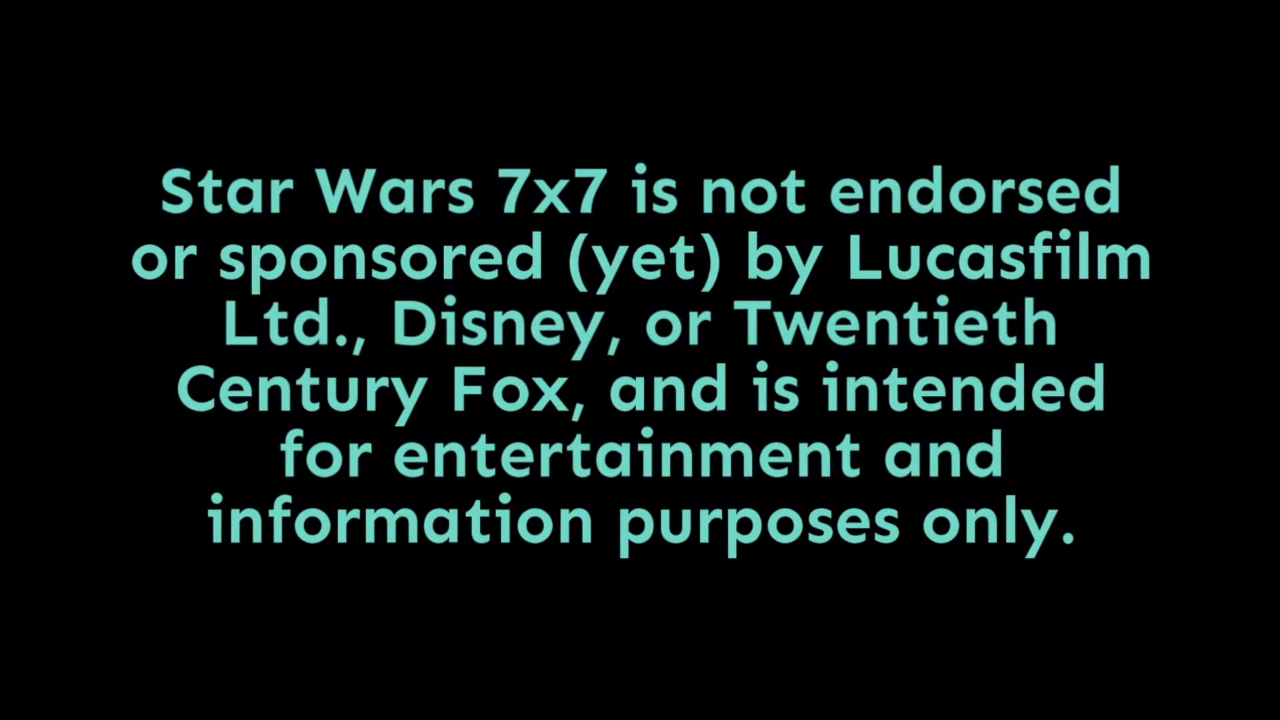 Star Wars 7x7 is not endorsed
or sponsored (yet) by Lucasfilm
Ltd., Disney, or Twentieth
Century Fox, and is intended
for entertainment and
information purposes only.